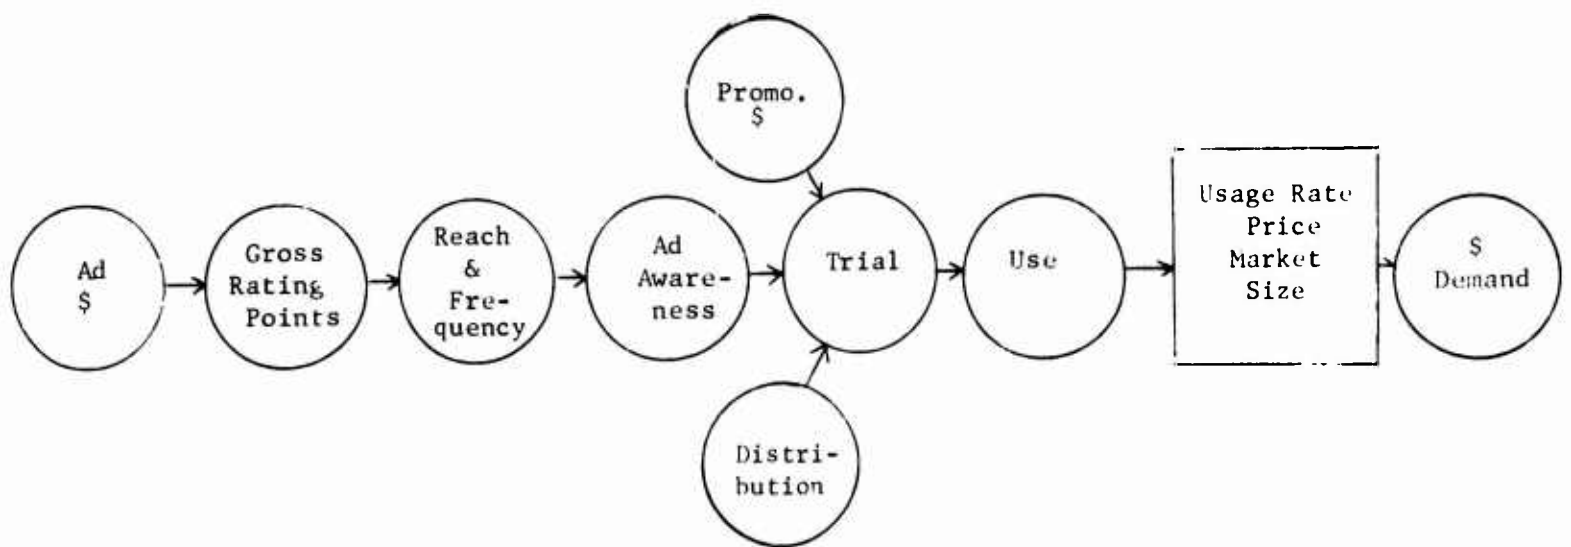 Promo.
$
Ad
$
Gross
Rating
Points
Reach
&
Fre-
quency
Ad
Aware-
ness
Trial
Use
Usage Rate
Price
Market
Size
$
Demand
Distri-
bution